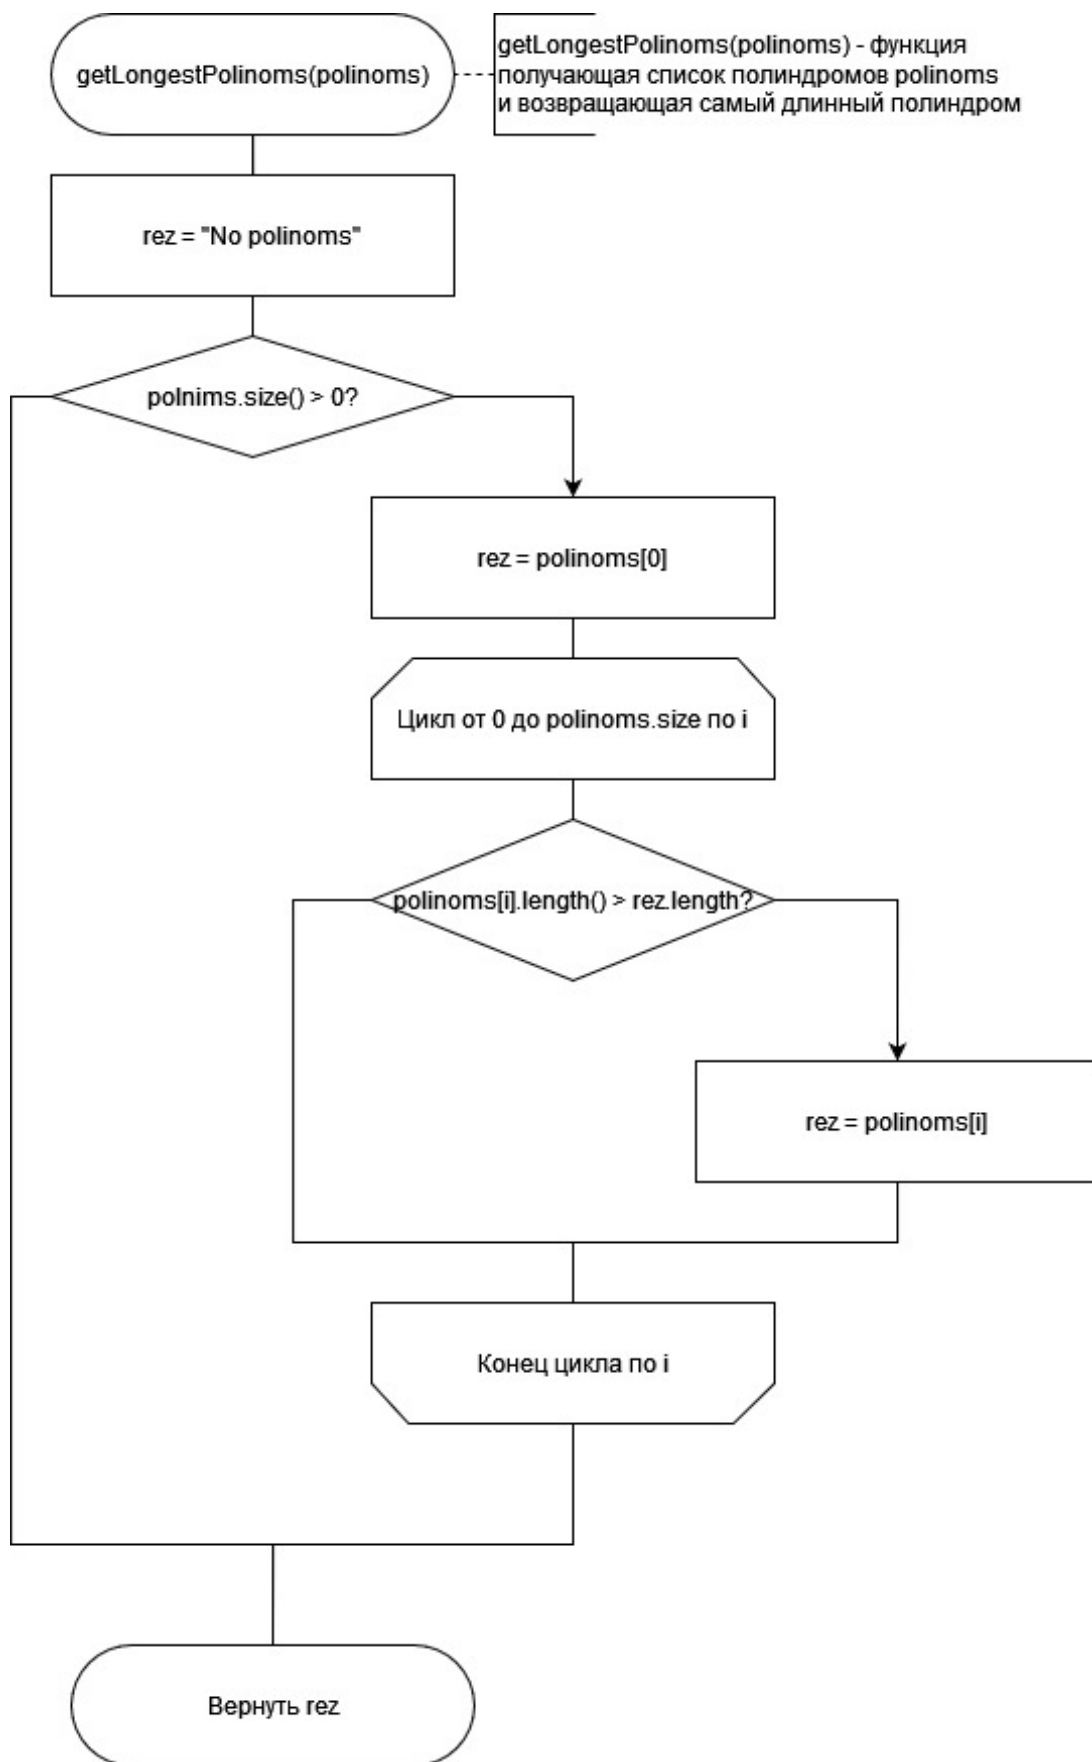 getLongestPolinoms(polinoms)
getLongestPolinoms(polinoms) - функция
получающая список полиндромов polinoms
и возвращающая самый длинный полиндром
rez = "No polinoms"
polnims.size() > 0?
rez = polinoms[0]
Цикл от 0 до polinoms.size по i
polinoms[i].length() > rez.length?
rez = polinoms[i]
Конец цикла по i
Вернуть rez